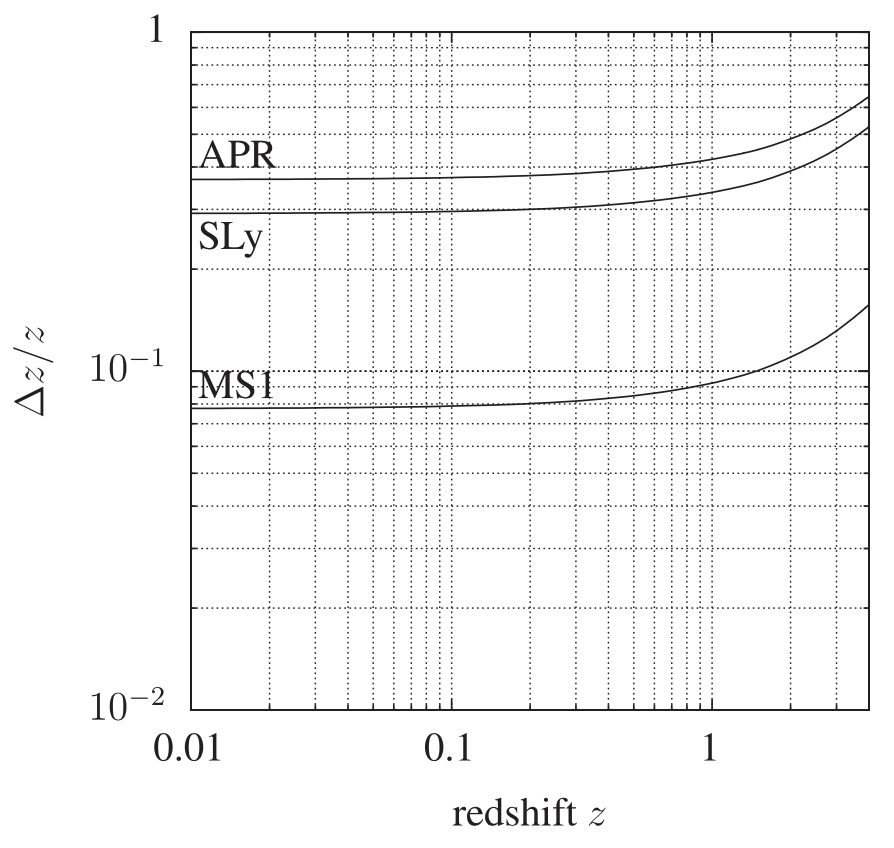 1
APR
SLy
Δz/z
10⁻¹
MS1
10⁻²
0.01 0.1 1
redshift z